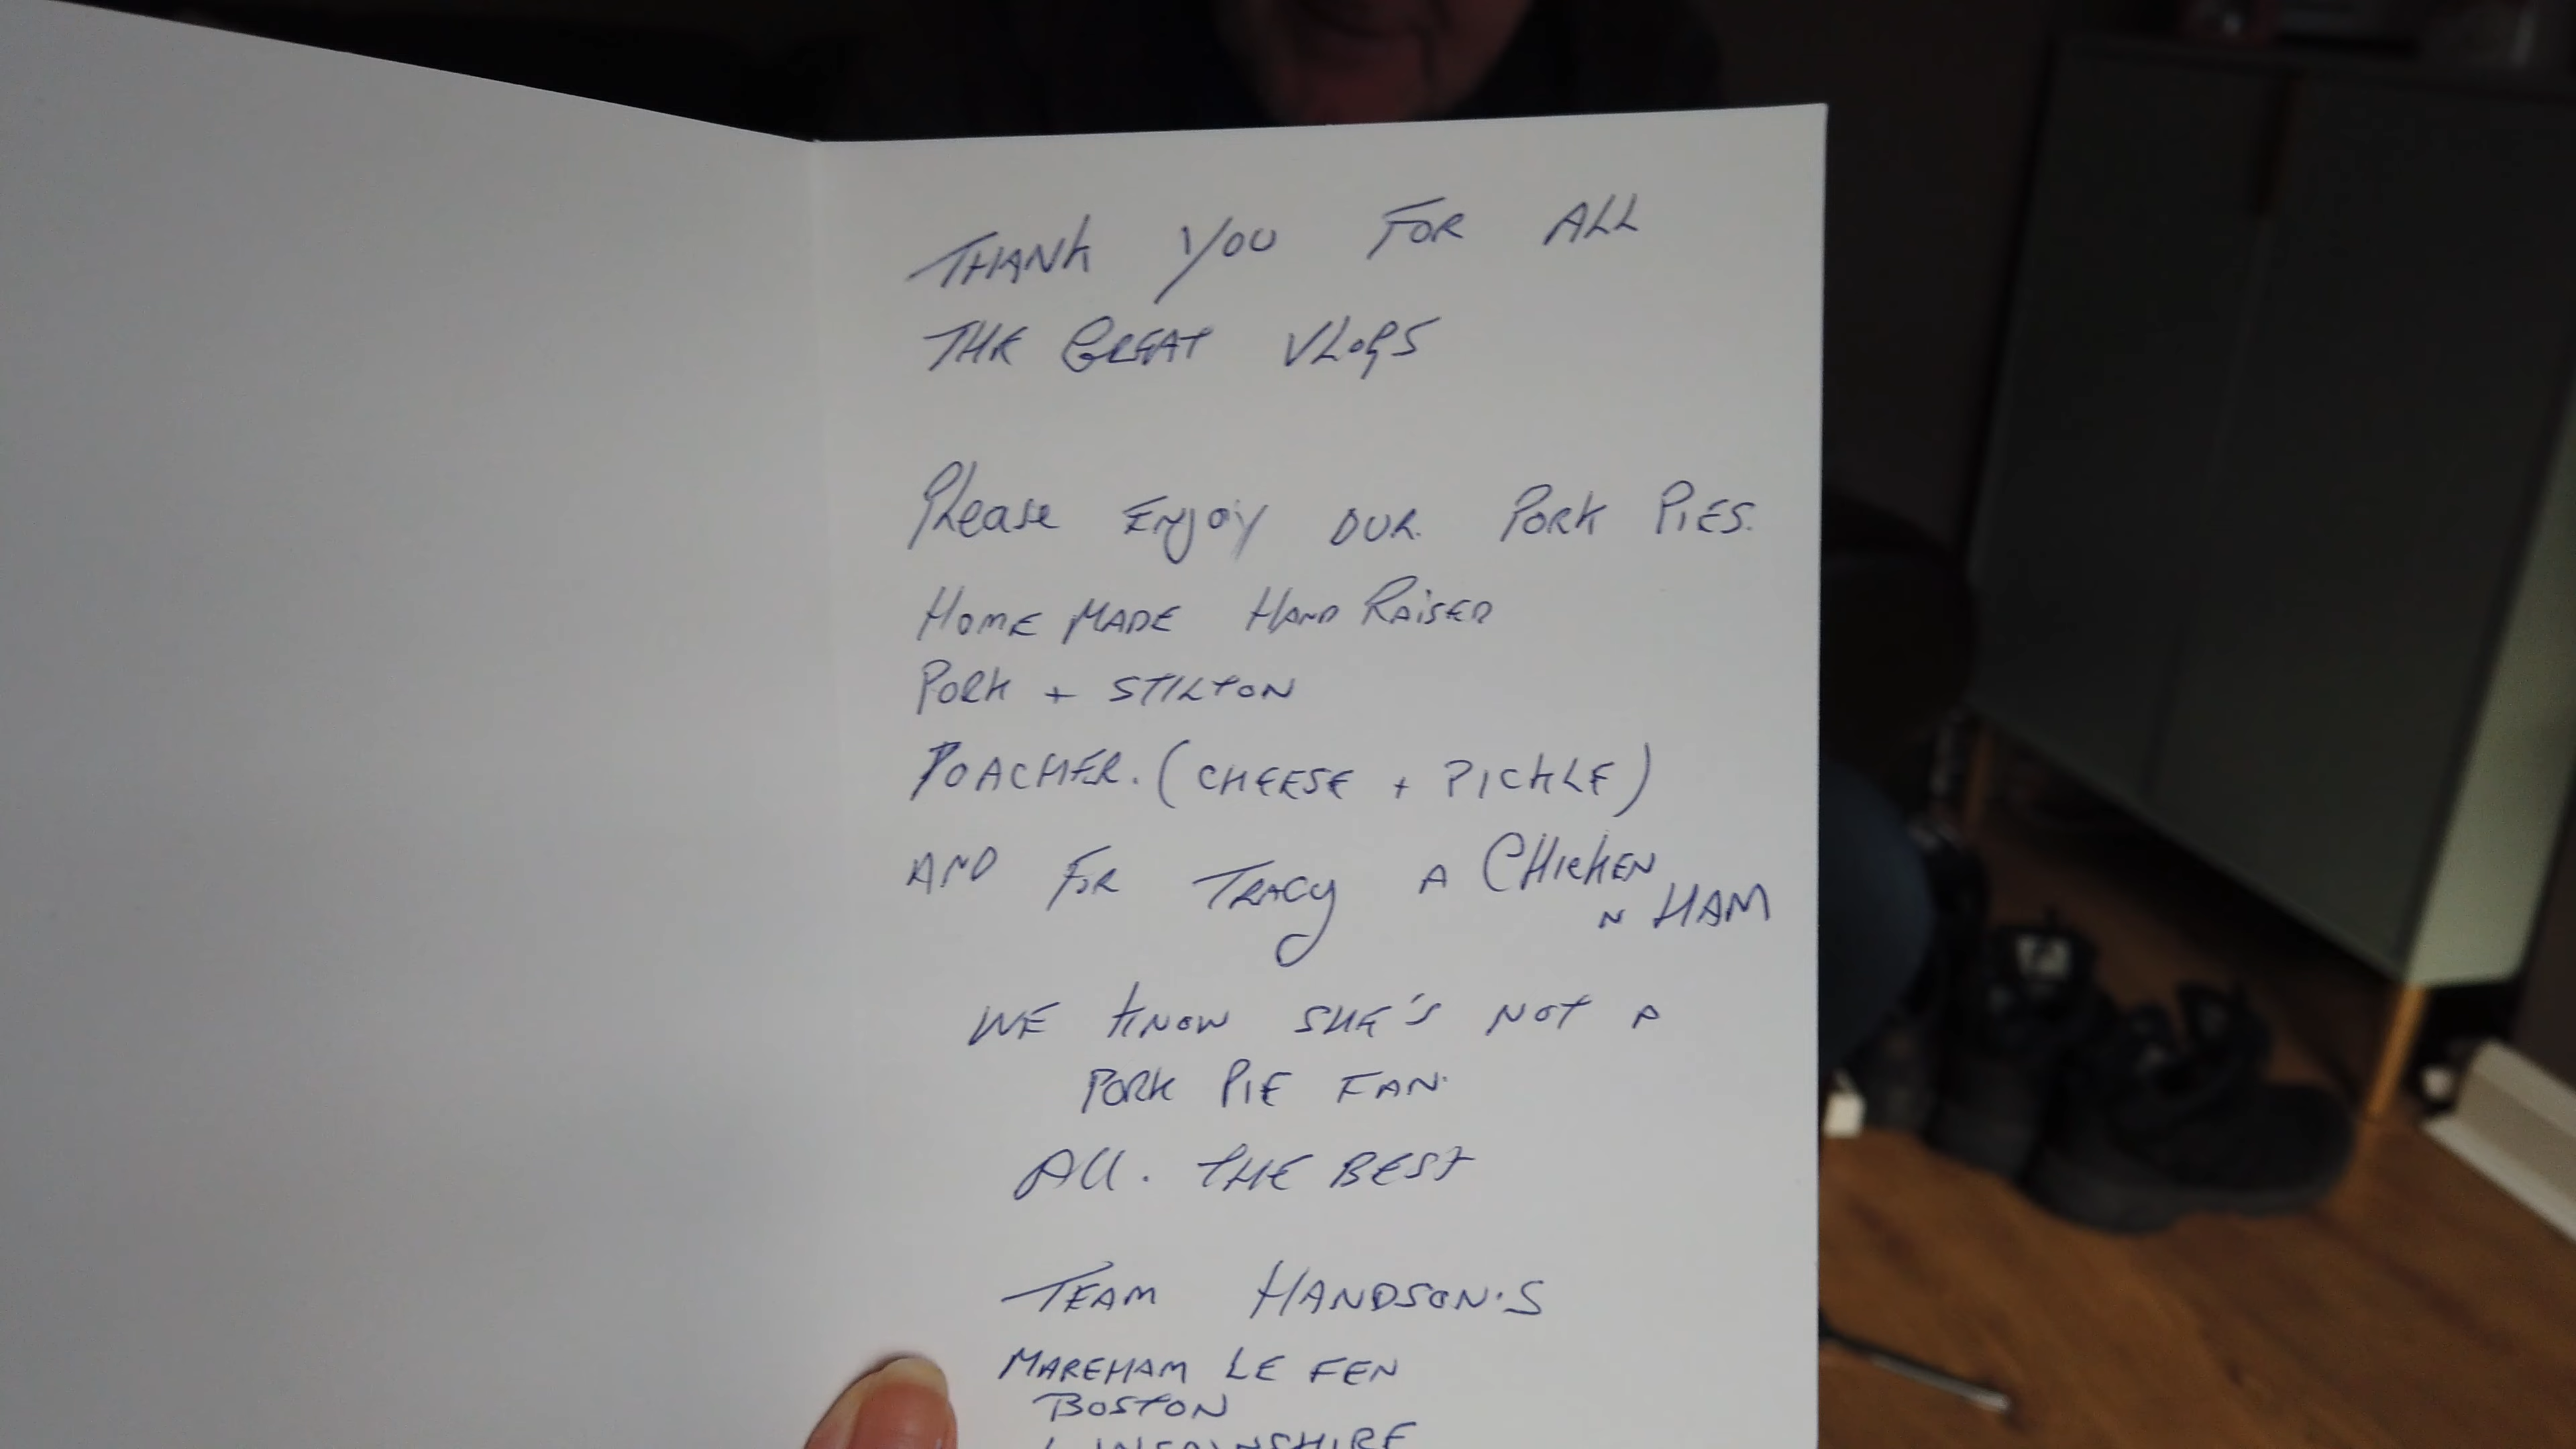 THANK YOU FOR ALL
THE GREAT VLOGS
Please ENJOY OUR PORK PIES.
HOME MADE HAND RAISED
PORK + STILTON
POACHER. (CHEESE + PICKLE)
AND FOR TRACY A CHICKEN
N HAM
WE KNOW SHE'S NOT A
PORK PIE FAN.
All. THE BEST
TEAM HANDSON'S
MAREHAM LE FEN
BOSTON
LINCOLNSHIRE